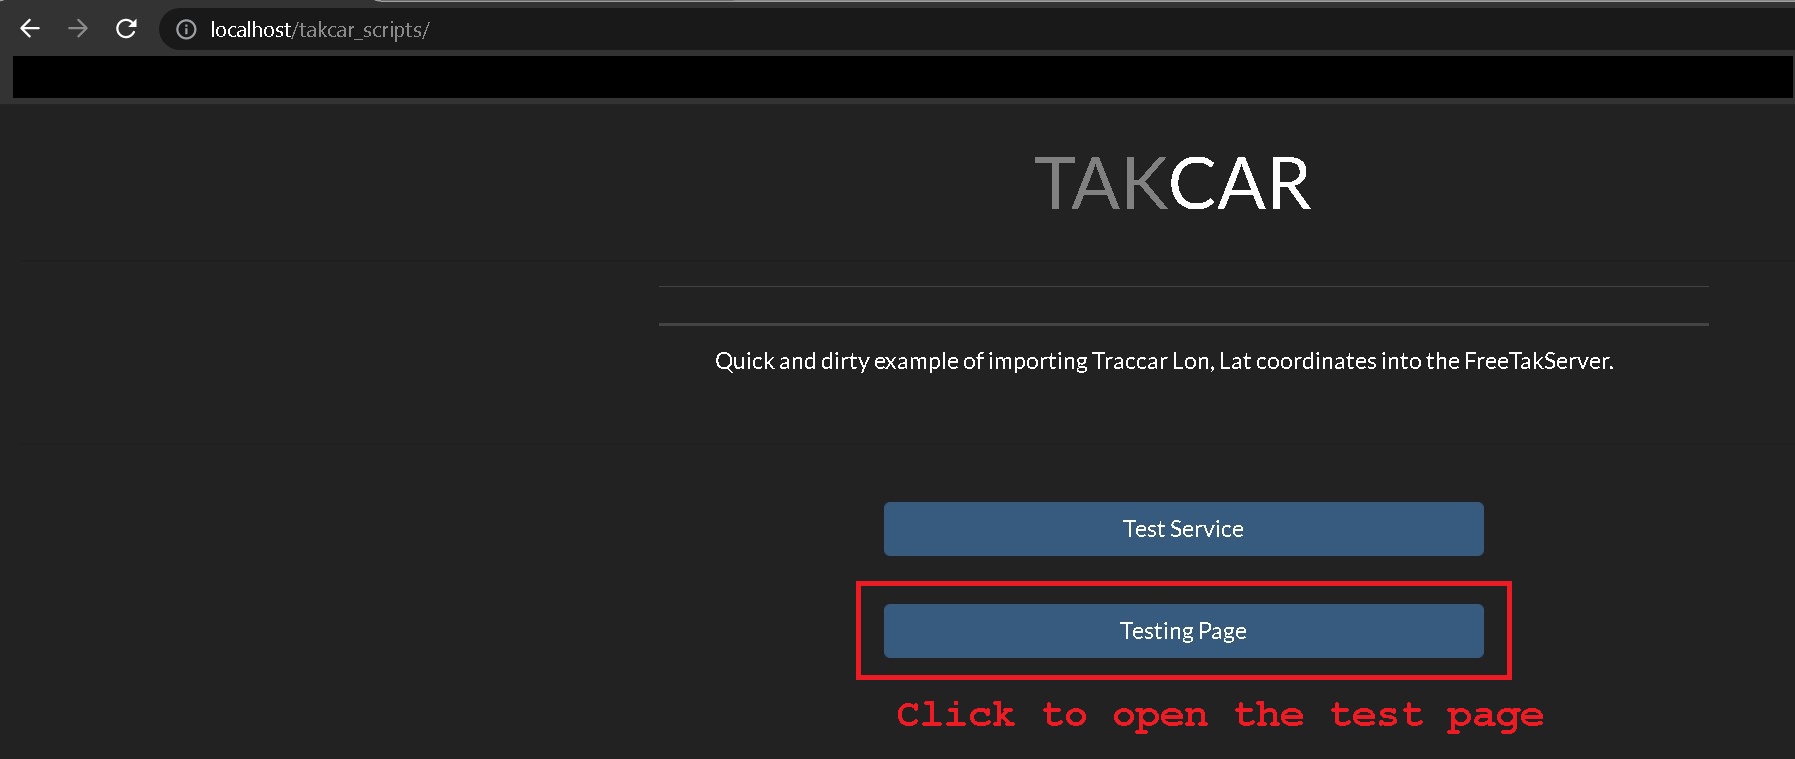 localhost/takcar_scripts/
TAKCAR
Quick and dirty example of importing Traccar Lon, Lat coordinates into the FreeTakServer.
Test Service
Testing Page
Click to open the test page